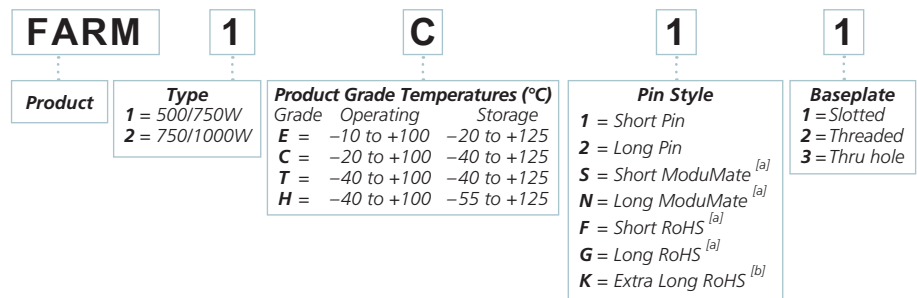 FARM 1 C 1 1
Product
Type
1 = 500/750W
2 = 750/1000W
Product Grade Temperatures (°C)
Grade Operating Storage
E = –10 to +100 –20 to +125
C = –20 to +100 –40 to +125
T = –40 to +100 –40 to +125
H = –40 to +100 –55 to +125
Pin Style
1 = Short Pin
2 = Long Pin
S = Short ModuMate [a]
N = Long ModuMate [a]
F = Short RoHS [a]
G = Long RoHS [a]
K = Extra Long RoHS [b]
Baseplate
1 = Slotted
2 = Threaded
3 = Thru hole